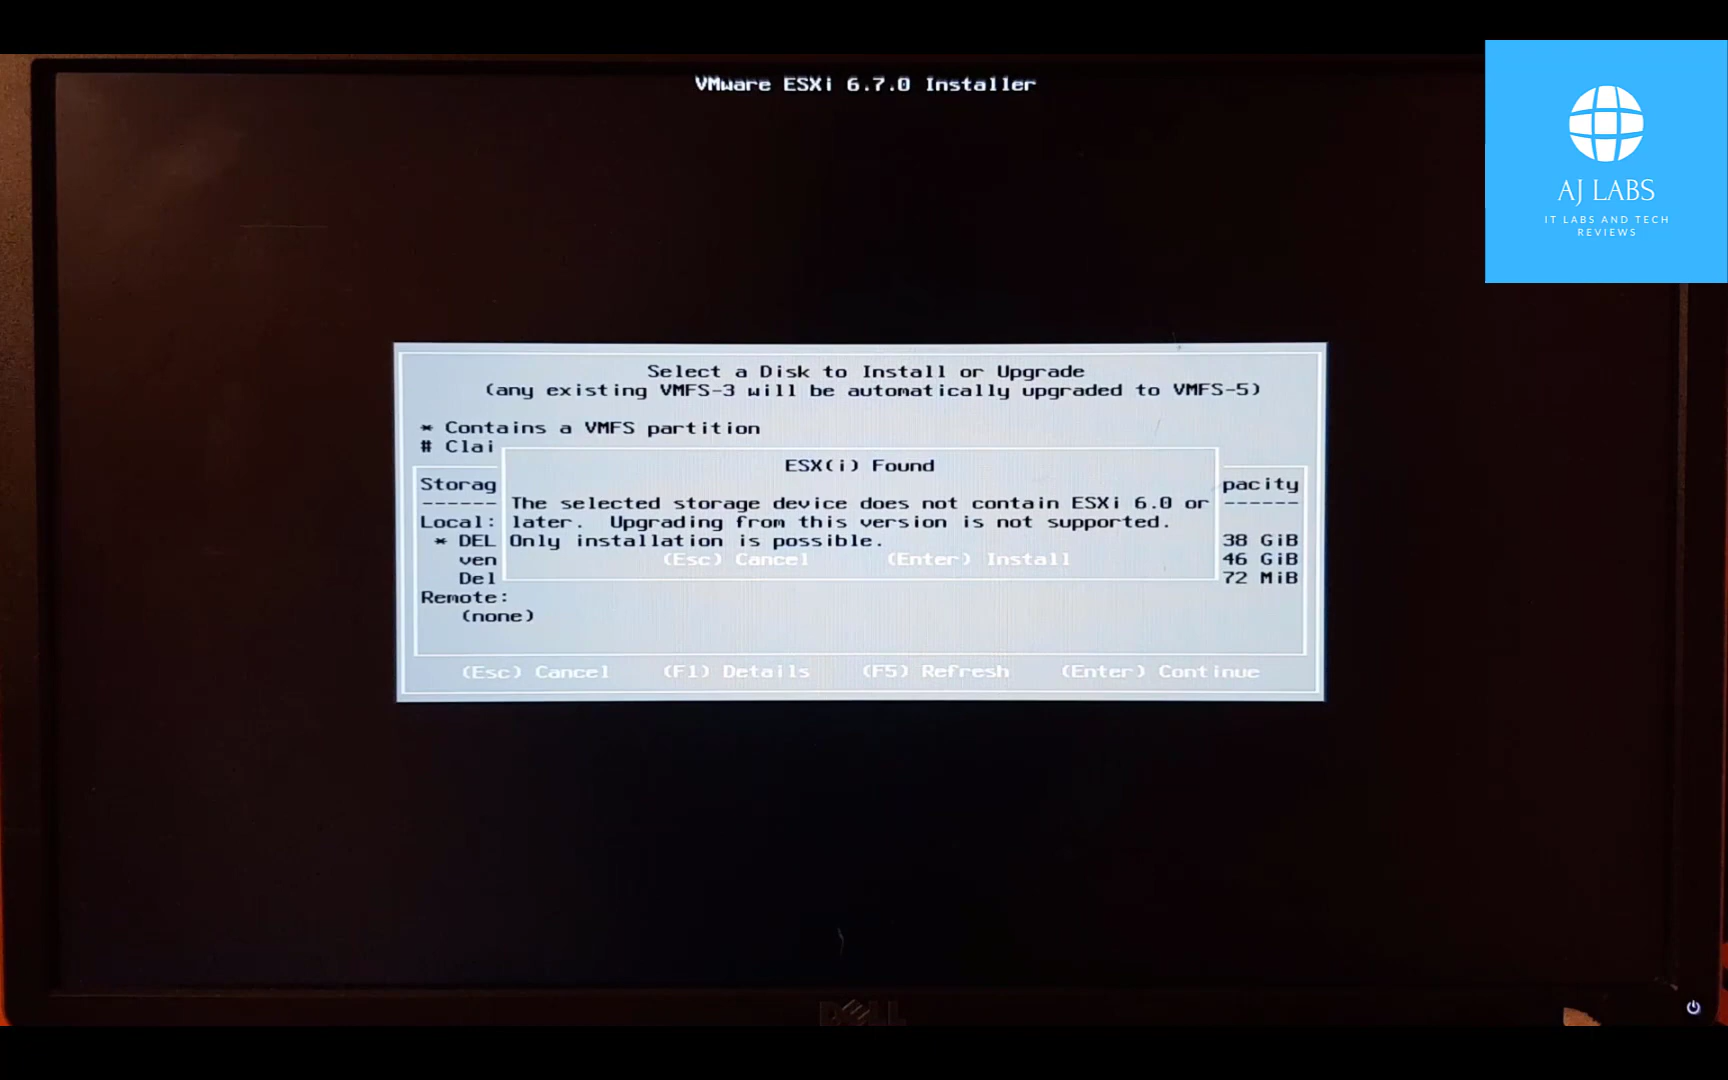 VMware ESXi 6.7.0 Installer
AJ LABS
IT LABS AND TECH
REVIEWS
Select a Disk to Install or Upgrade
(any existing VMFS-3 will be automatically upgraded to VMFS-5)
* Contains a VMFS partition
# Clai
ESX(i) Found
Storag
pacity
------
------
The selected storage device does not contain ESXi 6.0 or
Local:
later. Upgrading from this version is not supported.
* DEL
Only installation is possible.
38 GiB
ven
(Esc) Cancel (Enter) Install
46 GiB
Del
72 MiB
Remote:
(none)
(Esc) Cancel (F1) Details (F5) Refresh (Enter) Continue
DELL